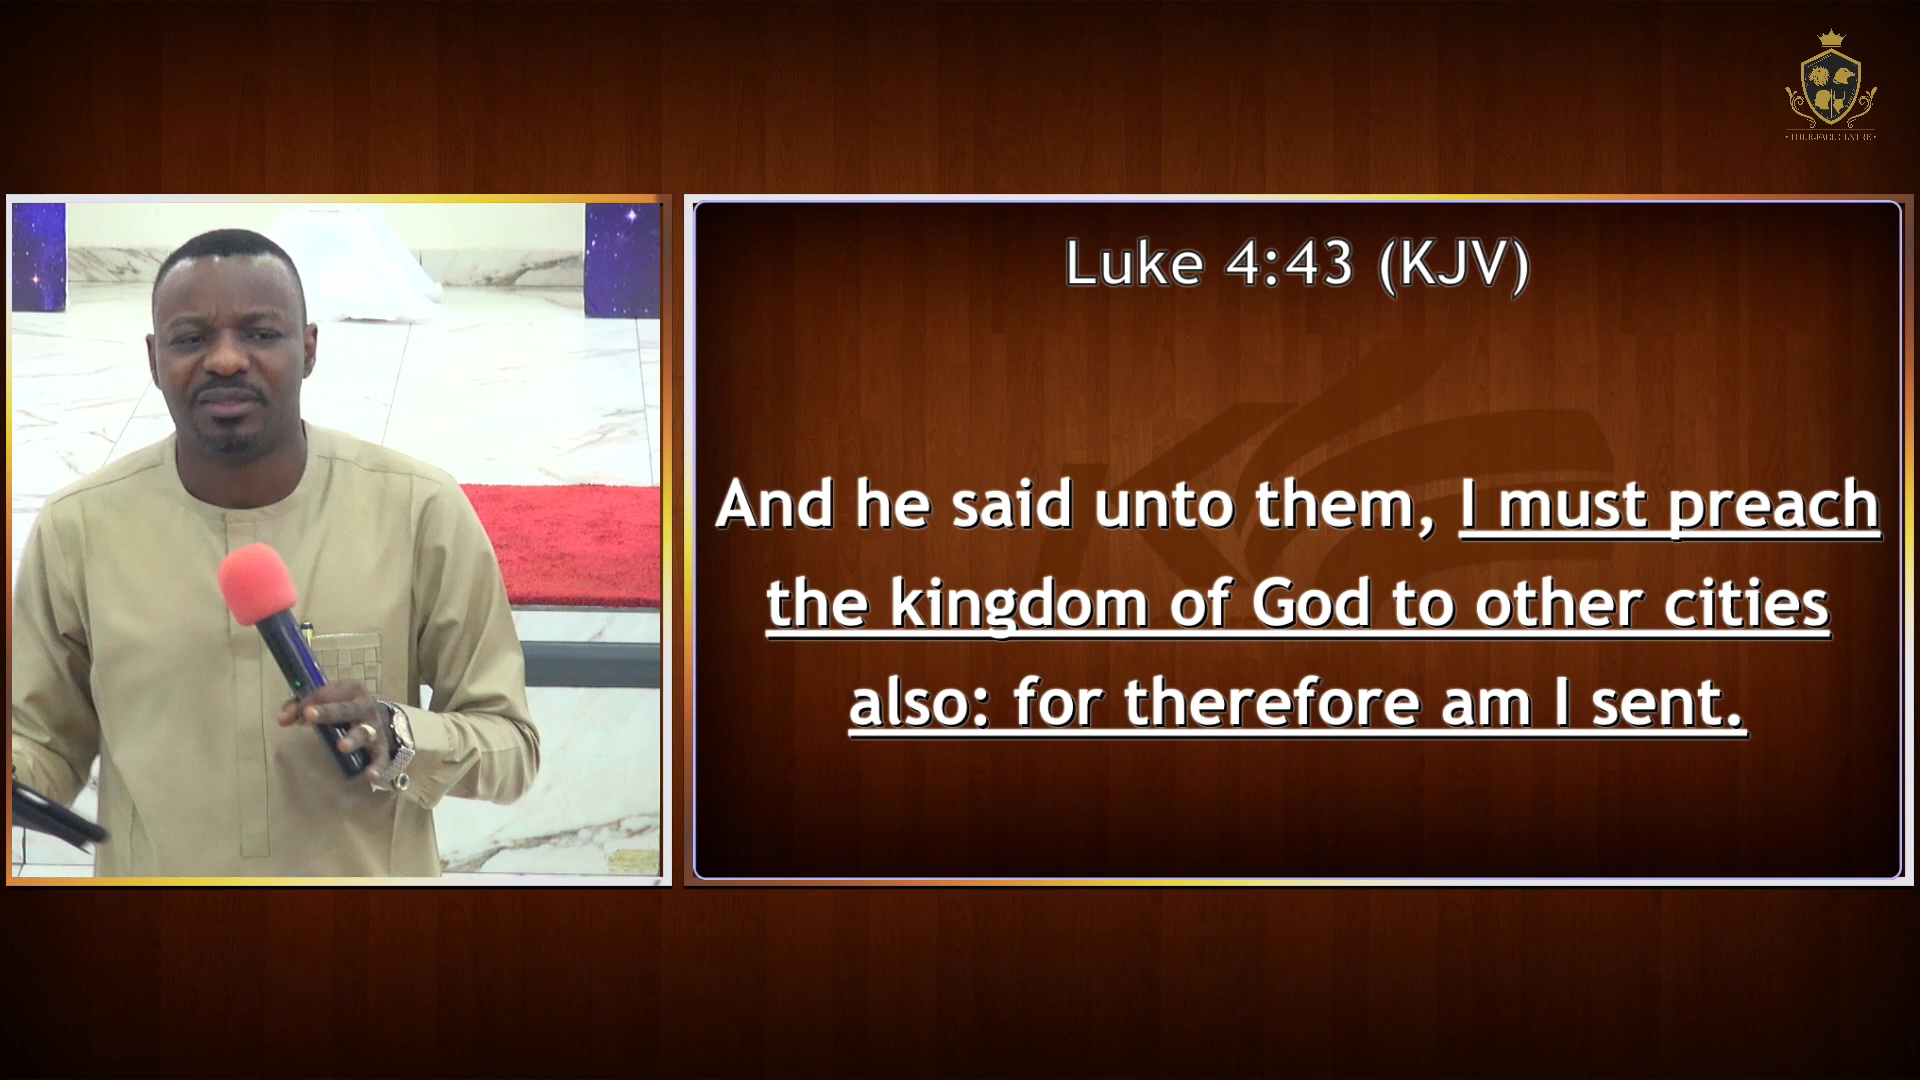 Luke 4:43 (KJV)
And he said unto them, I must preach
the kingdom of God to other cities
also: for therefore am I sent.